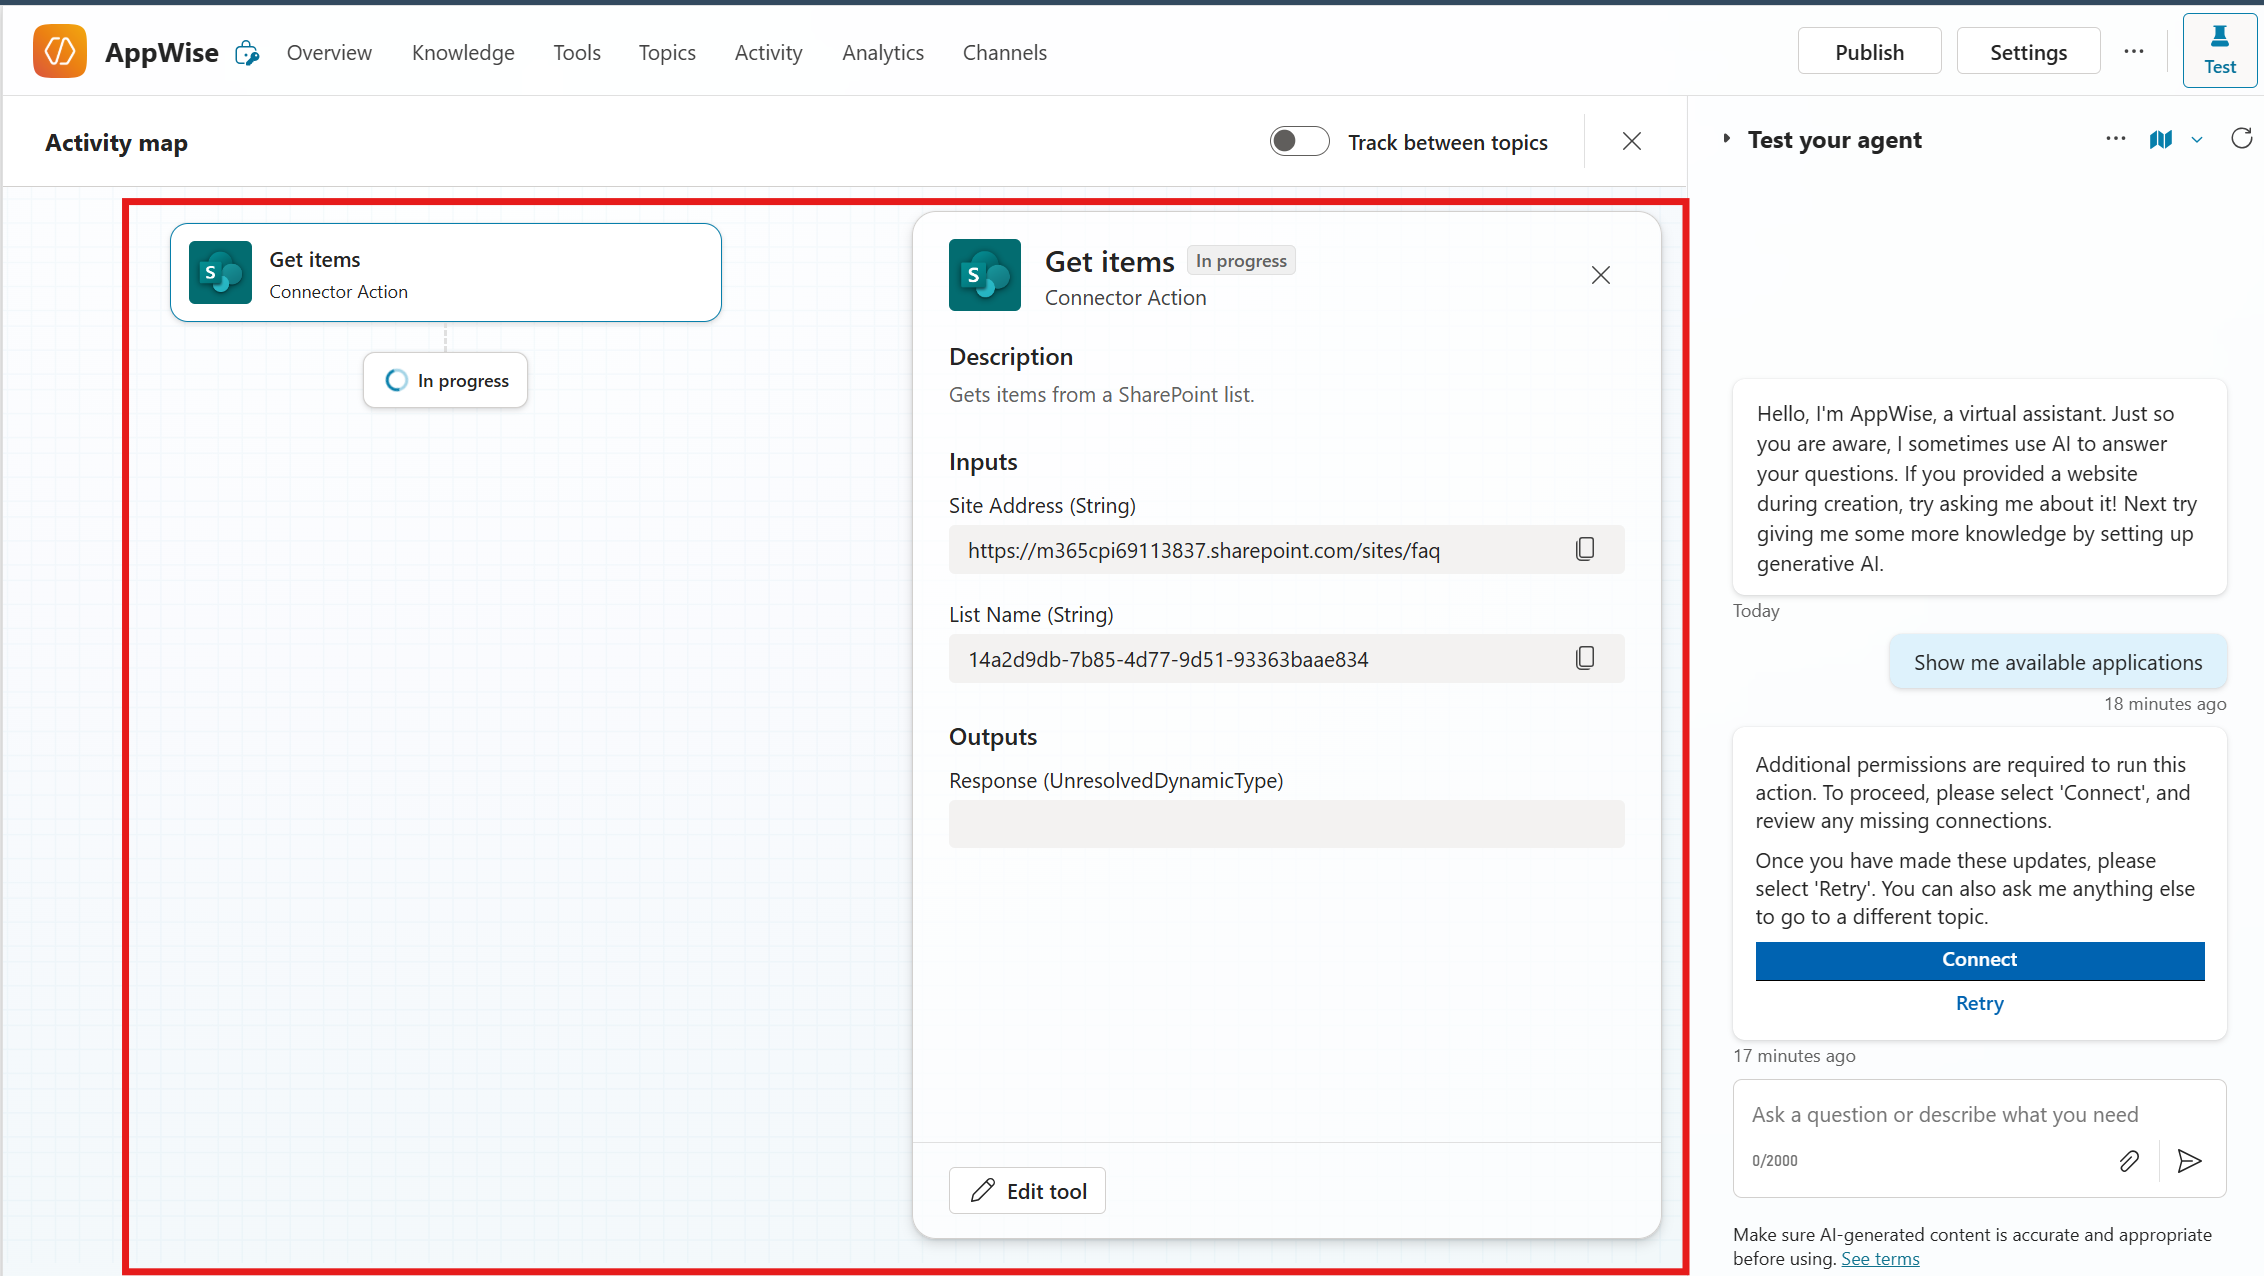 AppWise
Overview
Knowledge
Tools
Topics
Activity
Analytics
Channels
Publish
Settings
Test
Activity map
Track between topics
Test your agent
S
Get items
Connector Action
In progress
S
Get items
In progress
Connector Action
Description
Gets items from a SharePoint list.
Inputs
Site Address (String)
https://m365cpi69113837.sharepoint.com/sites/faq
List Name (String)
14a2d9db-7b85-4d77-9d51-93363baae834
Outputs
Response (UnresolvedDynamicType)
Edit tool
Hello, I'm AppWise, a virtual assistant. Just so
you are aware, I sometimes use AI to answer
your questions. If you provided a website
during creation, try asking me about it! Next try
giving me some more knowledge by setting up
generative AI.
Today
Show me available applications
18 minutes ago
Additional permissions are required to run this
action. To proceed, please select 'Connect', and
review any missing connections.
Once you have made these updates, please
select 'Retry'. You can also ask me anything else
to go to a different topic.
Connect
Retry
17 minutes ago
Ask a question or describe what you need
0/2000
Make sure AI-generated content is accurate and appropriate
before using. See terms